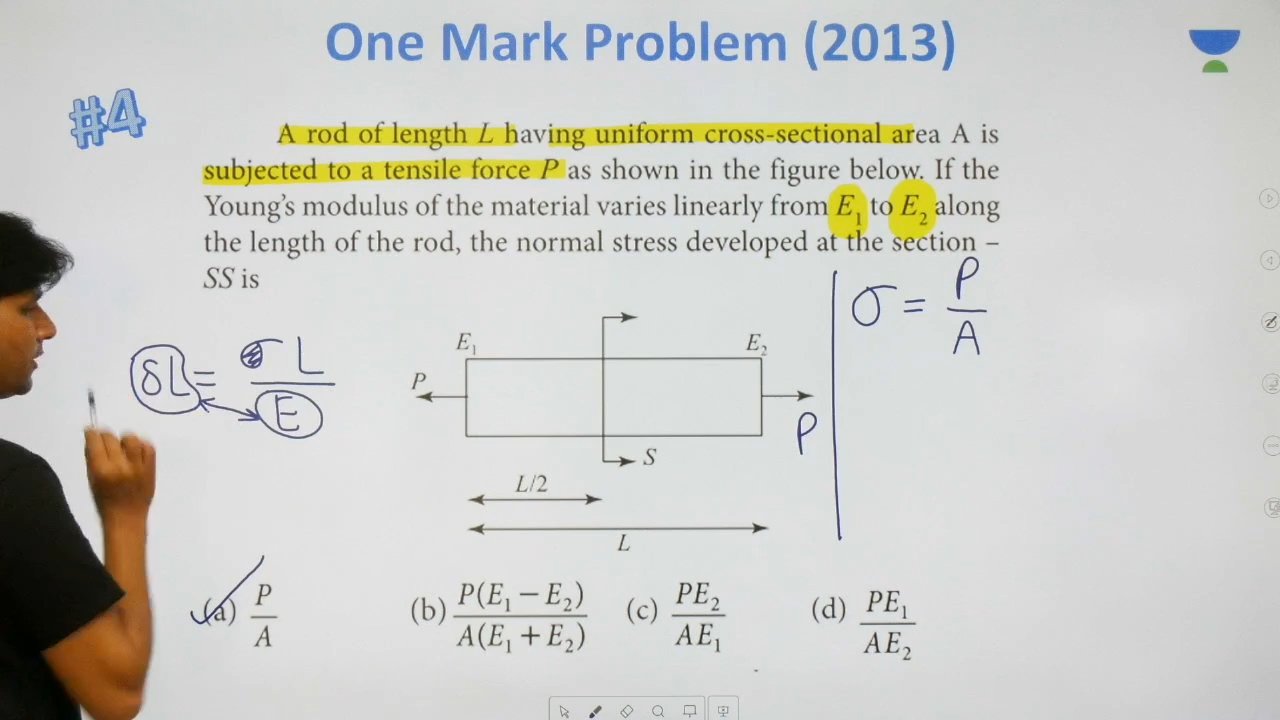 One Mark Problem (2013)
#4
A rod of length L having uniform cross-sectional area A is
subjected to a tensile force P as shown in the figure below. If the
Young's modulus of the material varies linearly from E₁ to E₂ along
the length of the rod, the normal stress developed at the section –
SS is
σ = P/A
δL = σL/E
E₁ E₂
P
P
S
L/2
L
(a) P/A (b) P(E₁ − E₂)/A(E₁ + E₂) (c) PE₂/AE₁ (d) PE₁/AE₂